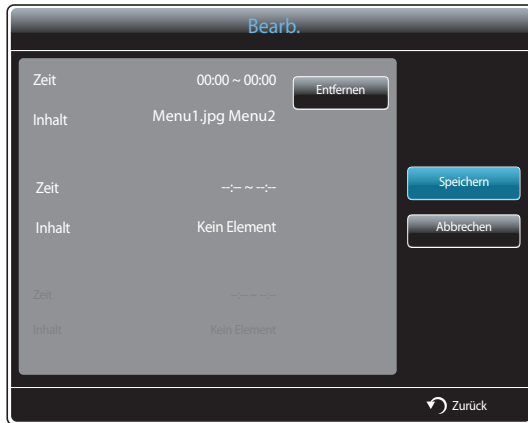 Bearb.
Zeit 00:00 ~ 00:00
Entfernen
Inhalt Menu1.jpg Menu2
Zeit --:-- ~ --:--
Speichern
Inhalt Kein Element
Abbrechen
Zeit --:-- ~ --:--
Inhalt Kein Element
Zurück